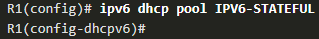 R1(config)# ipv6 dhcp pool IPV6-STATEFUL
R1(config-dhcpv6)#